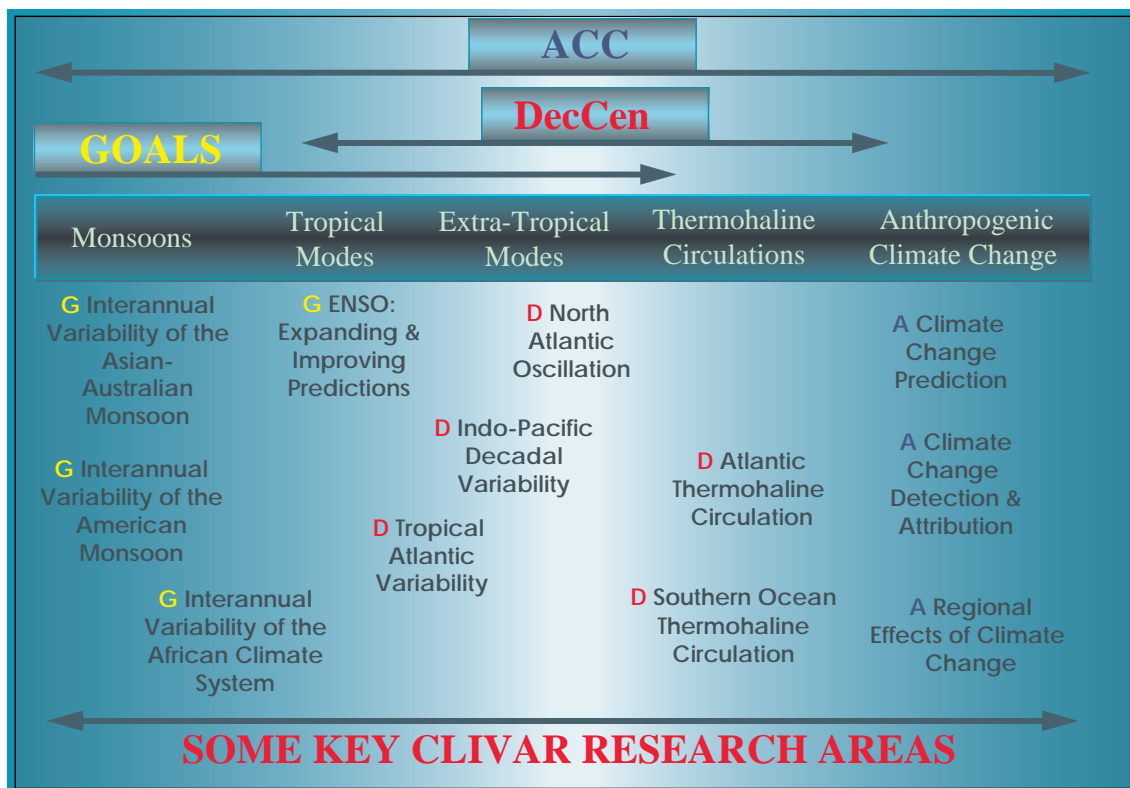 ACC
DecCen
GOALS
Monsoons
Tropical
Modes
Extra-Tropical
Modes
Thermohaline
Circulations
Anthropogenic
Climate Change
G Interannual
Variability of the
Asian-
Australian
Monsoon
G Interannual
Variability of the
American
Monsoon
G Interannual
Variability of the
African Climate
System
G ENSO:
Expanding &
Improving
Predictions
D North
Atlantic
Oscillation
D Indo-Pacific
Decadal
Variability
D Tropical
Atlantic
Variability
D Atlantic
Thermohaline
Circulation
D Southern Ocean
Thermohaline
Circulation
A Climate
Change
Prediction
A Climate
Change
Detection &
Attribution
A Regional
Effects of Climate
Change
SOME KEY CLIVAR RESEARCH AREAS